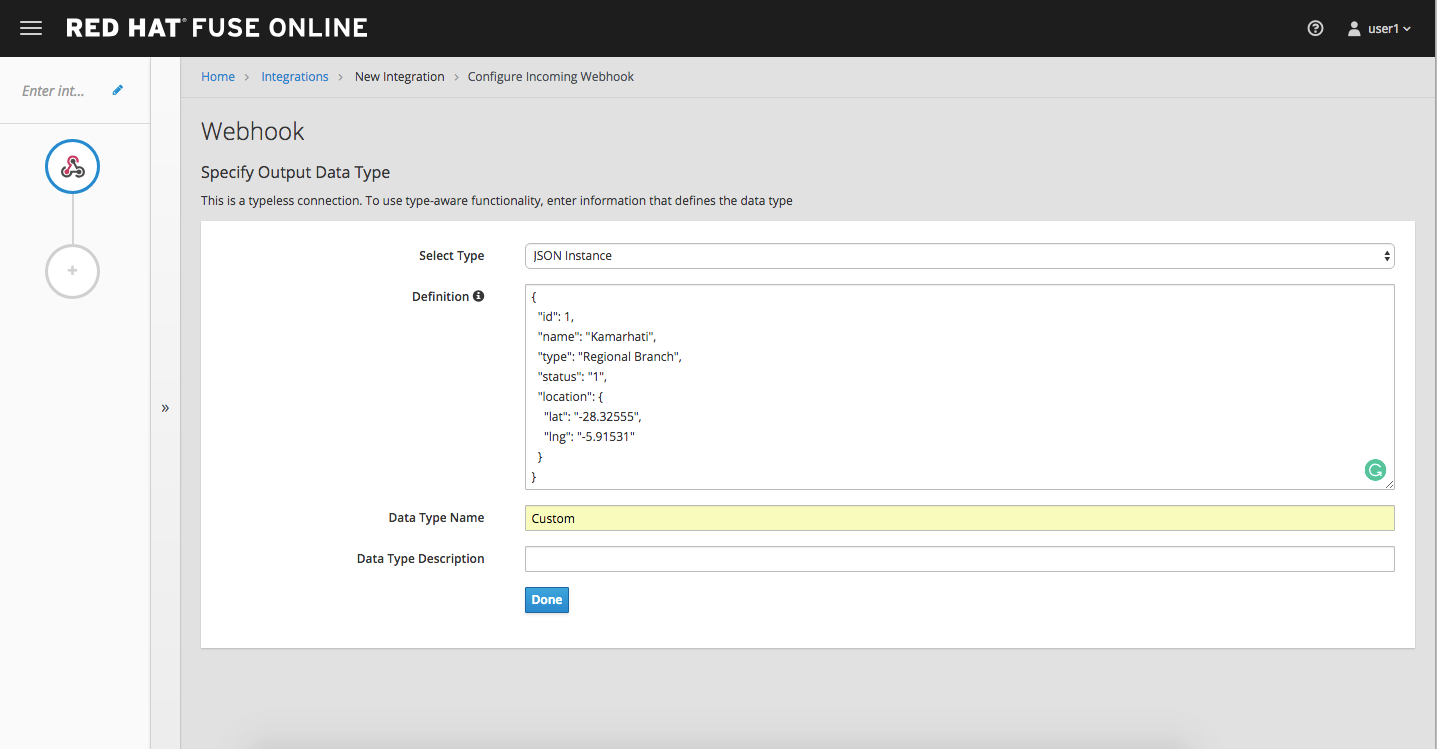 RED HAT® FUSE ONLINE
user1
Enter int...
Home > Integrations > New Integration > Configure Incoming Webhook
Webhook
Specify Output Data Type
This is a typeless connection. To use type-aware functionality, enter information that defines the data type
Select Type JSON Instance
Definition {
"id": 1,
"name": "Kamarhati",
"type": "Regional Branch",
"status": "1",
"location": {
"lat": "-28.32555",
"lng": "-5.91531"
}
}
Data Type Name Custom
Data Type Description
Done
»